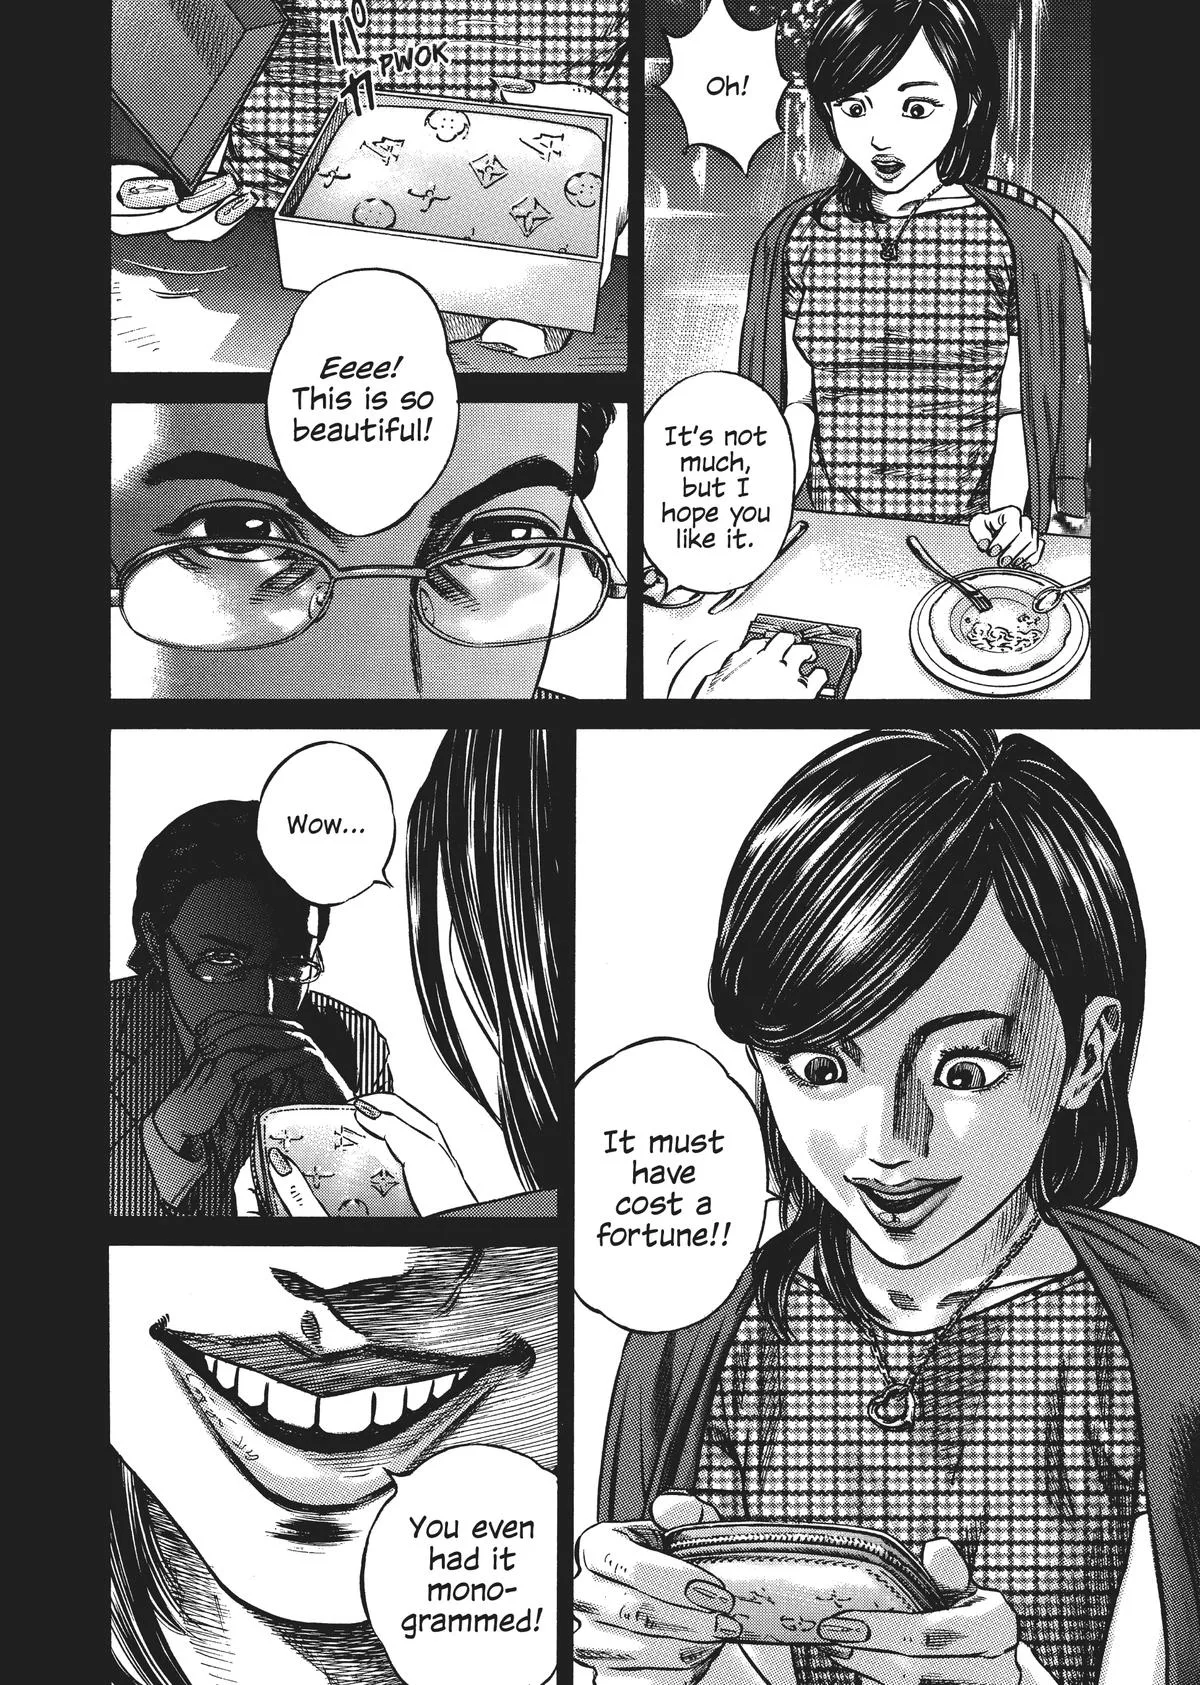 Oh!
It's not
much,
but I
hope you
like it.
PWOK
Eeee!
This is so
beautiful!
It must
have
cost a
fortune!!
Wow...
You even
had it
mono-
grammed!